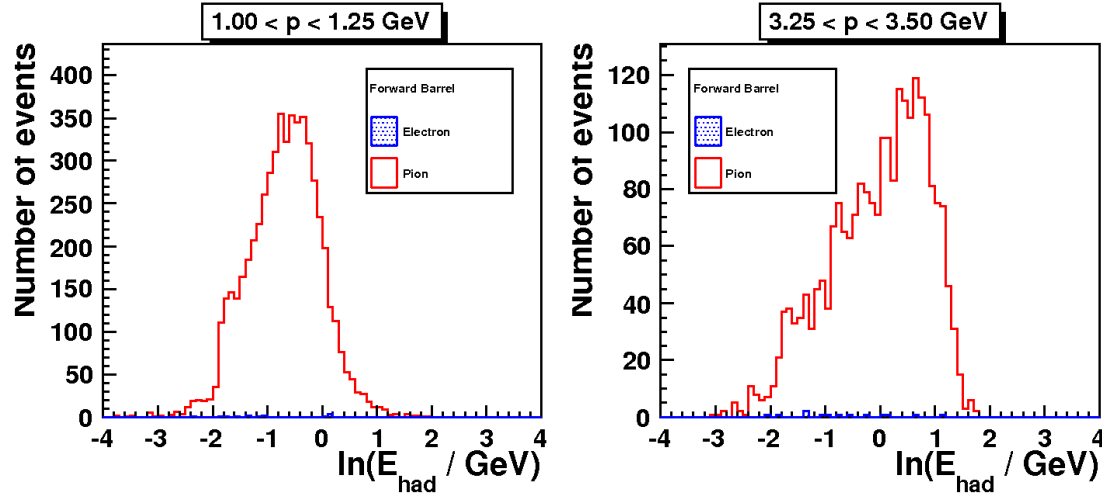 1.00 < p < 1.25 GeV
Number of events
400
350
300
250
200
150
100
50
0
Forward Barrel
Electron
Pion
-4 -3 -2 -1 0 1 2 3 4
ln(E_had / GeV)
3.25 < p < 3.50 GeV
Number of events
120
100
80
60
40
20
0
Forward Barrel
Electron
Pion
-4 -3 -2 -1 0 1 2 3 4
ln(E_had / GeV)